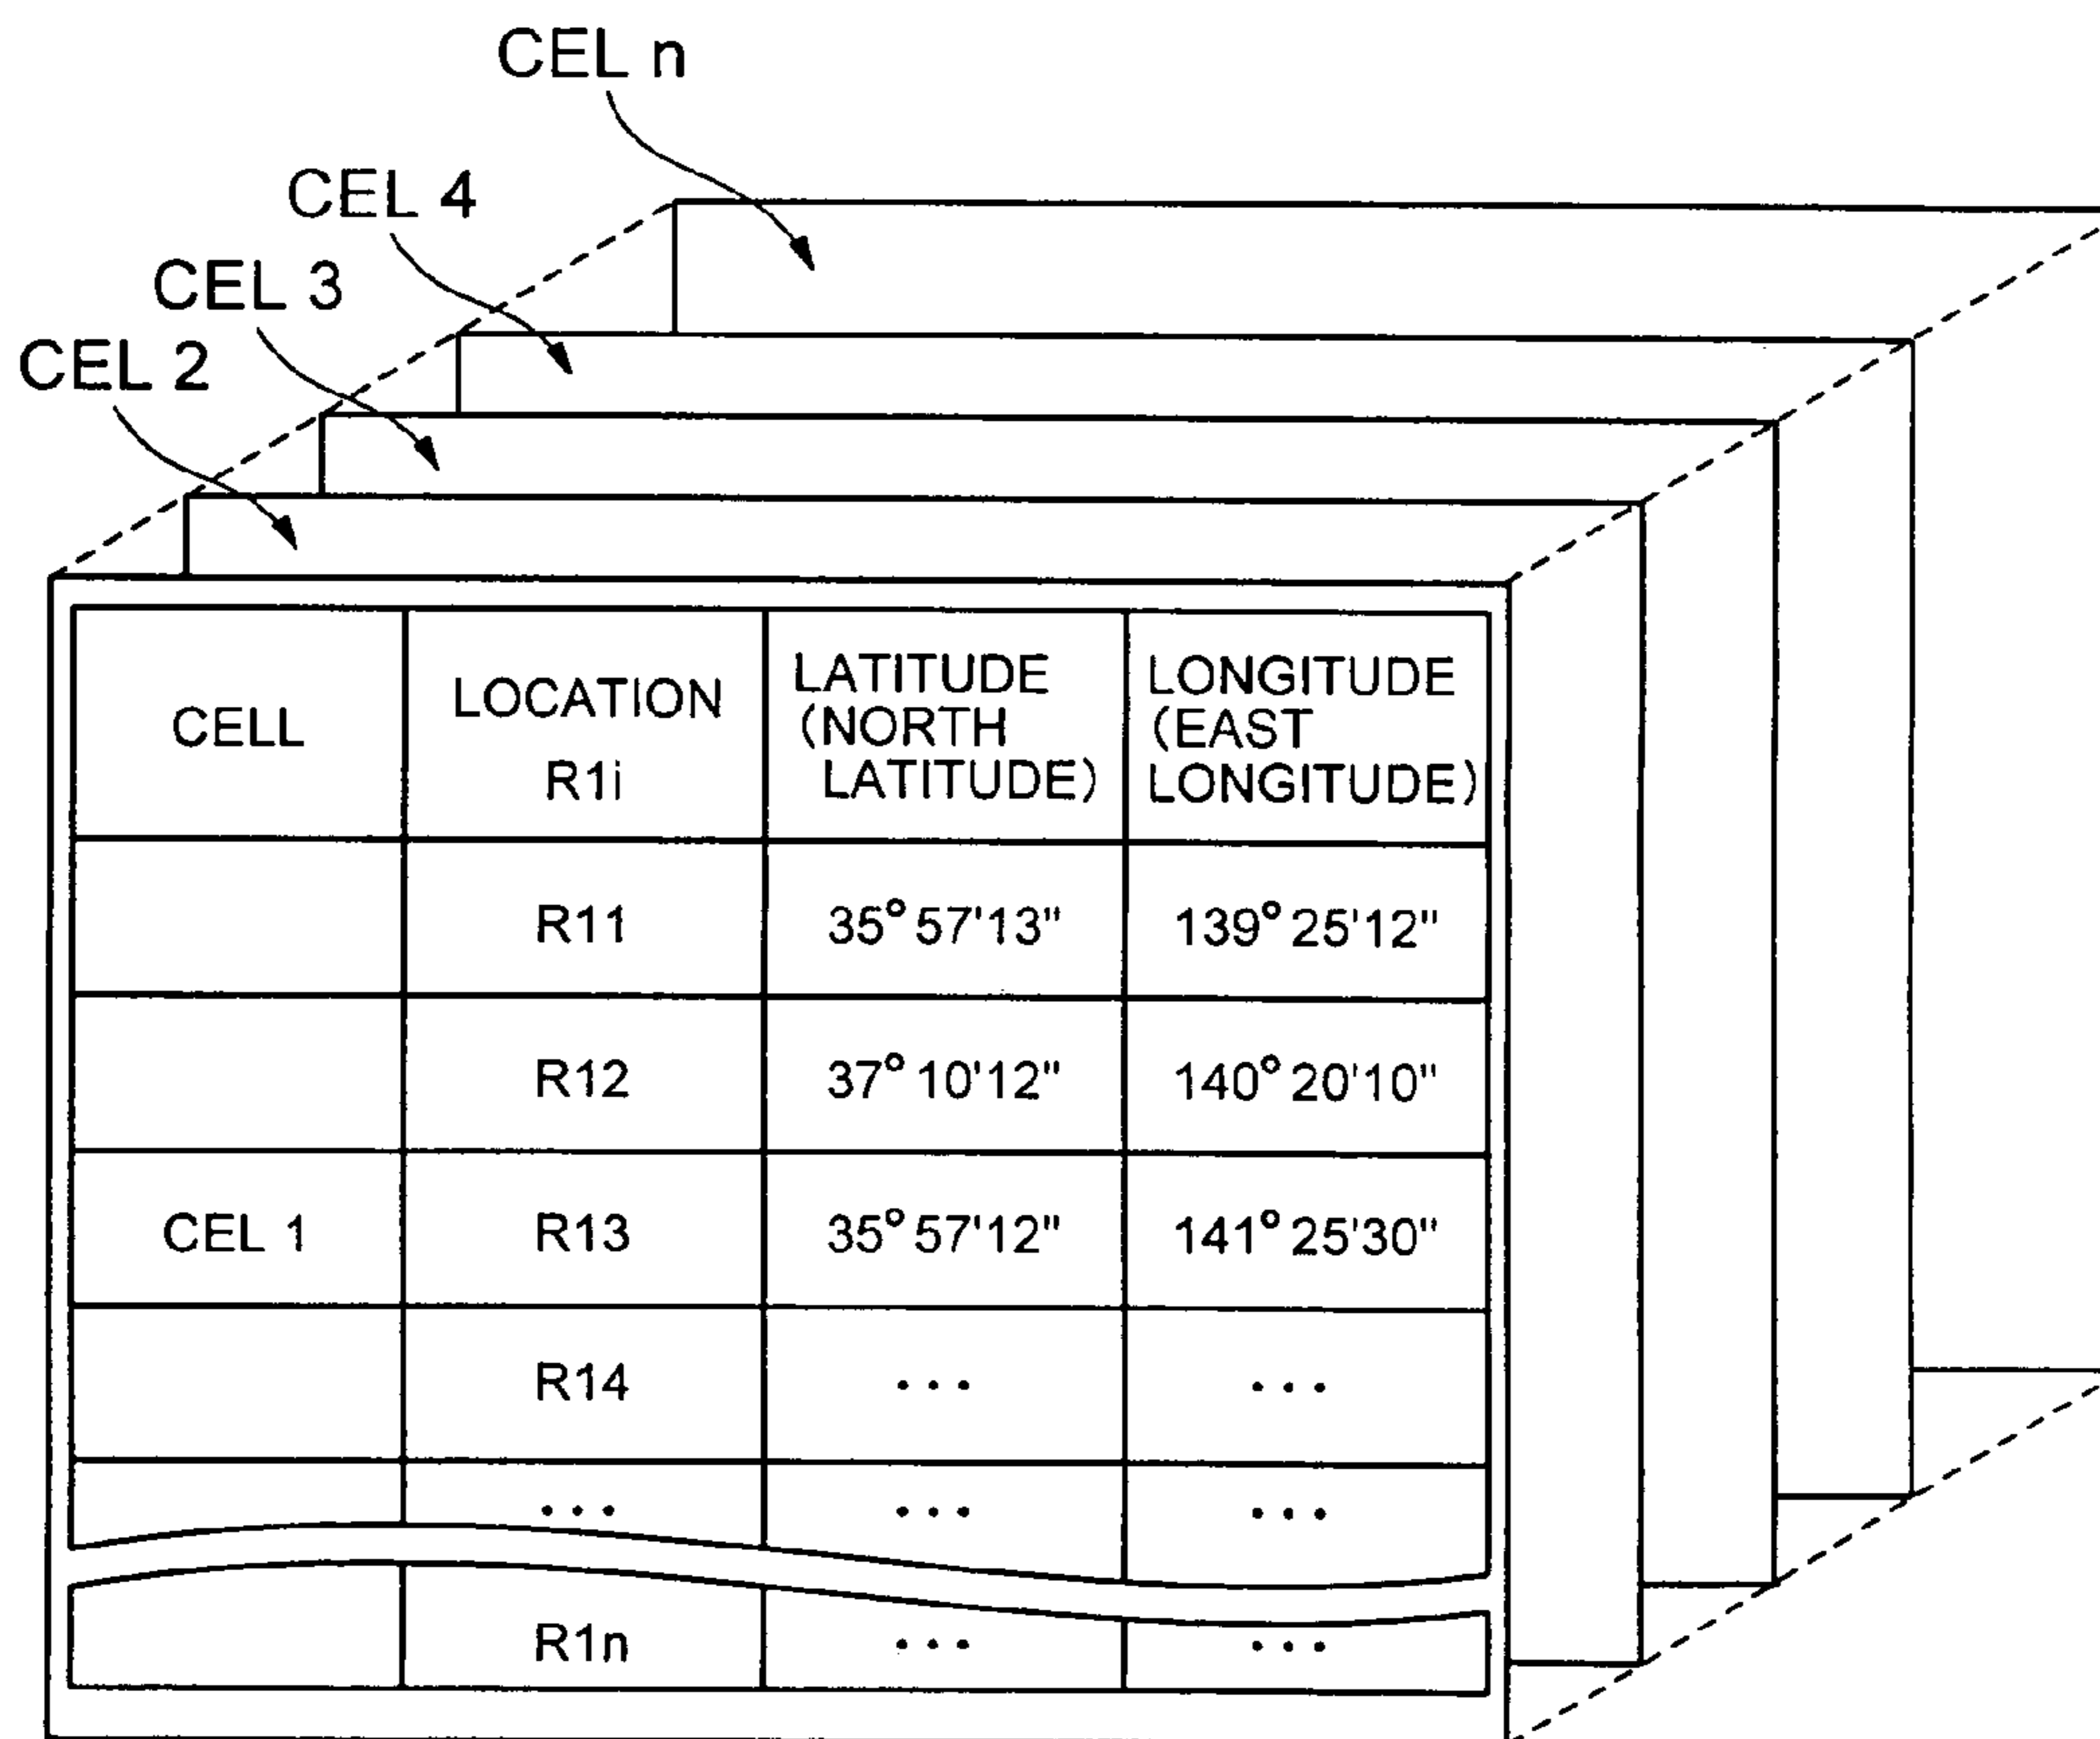 CEL n
CEL 4
CEL 3
CEL 2
CELL
LOCATION
R1i
LATITUDE
(NORTH
LATITUDE)
LONGITUDE
(EAST
LONGITUDE)
R11 35°57'13" 139°25'12"
R12 37°10'12" 140°20'10"
CEL 1 R13 35°57'12" 141°25'30"
R14 ... ...
... ... ...
R1n ... ...